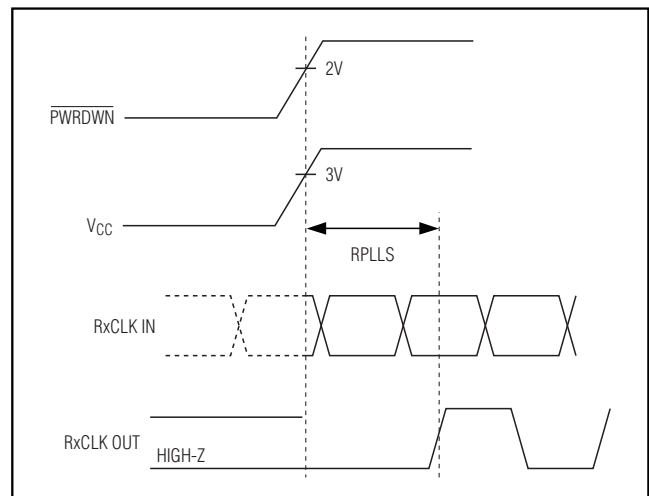 2V
PWRDWN
3V
VCC
RPLLS
RxCLK IN
RxCLK OUT
HIGH-Z